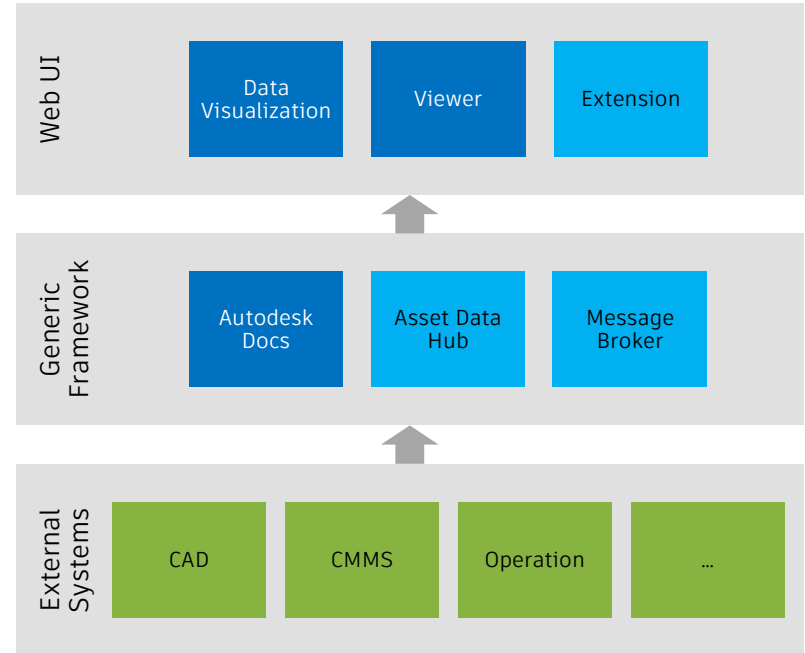 Web UI
Data
Visualization
Viewer
Extension
Generic
Framework
Autodesk
Docs
Asset Data
Hub
Message
Broker
External
Systems
CAD
CMMS
Operation
...